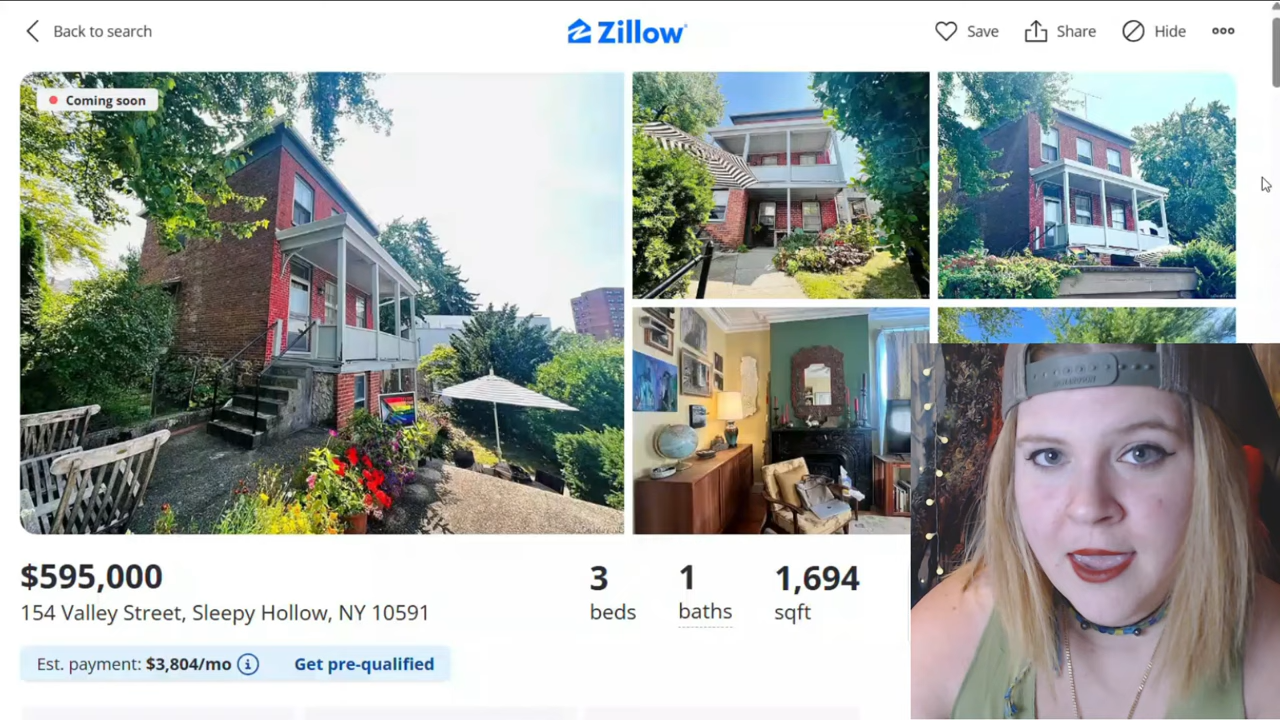 Back to search
Zillow
Save
Share
Hide
Coming soon
$595,000
154 Valley Street, Sleepy Hollow, NY 10591
3
beds
1
baths
1,694
sqft
Est. payment: $3,804/mo
Get pre-qualified